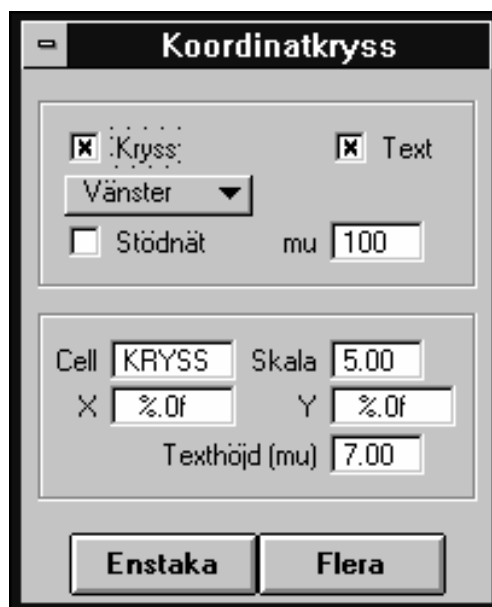 Koordinatkryss
Kryss Text
Vänster
Stödnät mu 100
Cell KRYSS Skala 5.00
X %.0f Y %.0f
Texthöjd (mu) 7.00
Enstaka Flera